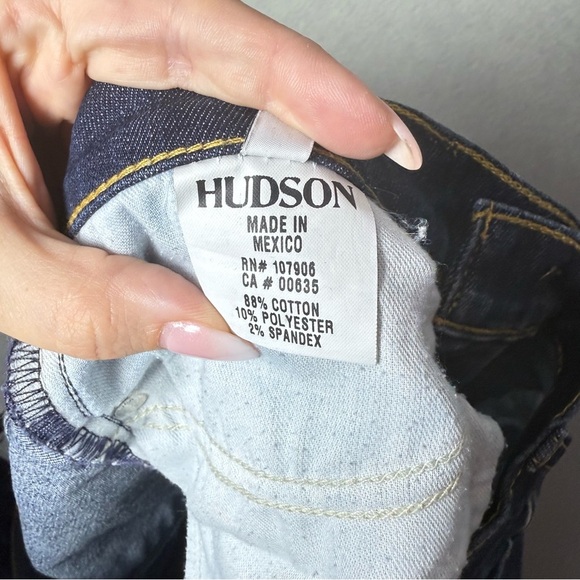 HUDSON
MADE IN
MEXICO
RN# 107906
CA # 00635
88% COTTON
10% POLYESTER
2% SPANDEX